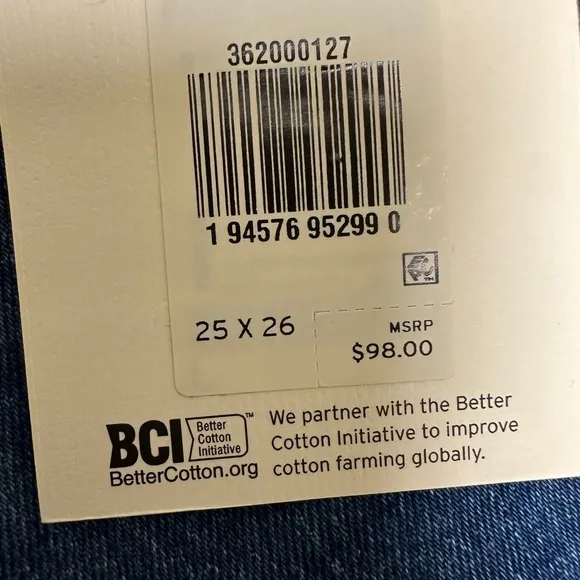 362000127
1 94576 95299 0
25 X 26
MSRP
$98.00
BCI Better Cotton Initiative™
BetterCotton.org
We partner with the Better
Cotton Initiative to improve
cotton farming globally.